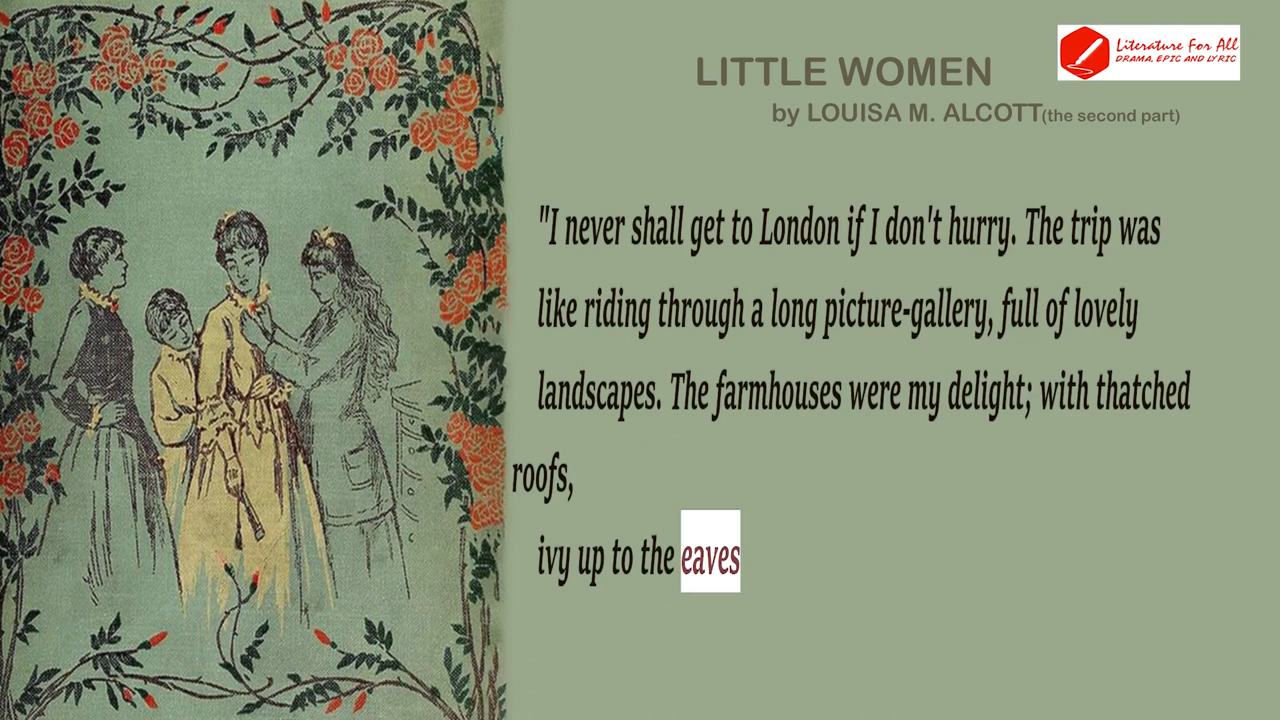 LITTLE WOMEN
by LOUISA M. ALCOTT(the second part)
Literature For All
DRAMA, EPIC AND LYRIC
"I never shall get to London if I don't hurry. The trip was
like riding through a long picture-gallery, full of lovely
landscapes. The farmhouses were my delight; with thatched
roofs,
ivy up to the eaves